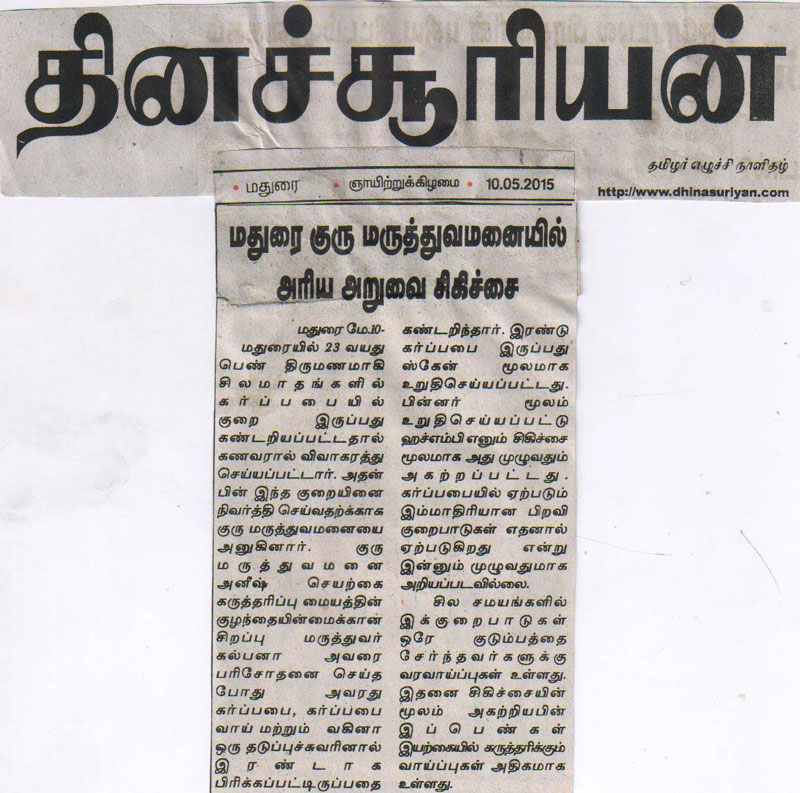 தினச்சூரியன்
தமிழர் எழுச்சி நாளிதழ்
http://www.dhinasuriyan.com
• மதுரை • ஞாயிற்றுக்கிழமை • 10.05.2015
மதுரை குரு மருத்துவமனையில்
அரிய அறுவை சிகிச்சை
மதுரை மே.10-
மதுரையில் 23 வயது
பெண் திருமணமாகி
சிலமாதங்களில்
கர்ப்பபையில்
குறை இருப்பது
கண்டறியப்பட்டதால்
கணவரால் விவாகரத்து
செய்யப்பட்டார். அதன்
பின் இந்த குறையினை
நிவர்த்தி செய்வதற்க்காக
குரு மருத்துவமனையை
அனுகினார். குரு
மருத்துவமனை
அனீஷ் செயற்கை
கருத்தரிப்பு மையத்தின்
குழந்தையின்மைக்கான்
சிறப்பு மருத்துவர்
கல்பனா அவரை
பரிசோதனை செய்த
போது அவரது
கர்ப்பபை, கர்ப்பபை
வாய் மற்றும் வகினா
ஒரு தடுப்புச்சுவரினால்
இரண்டாக
பிரிக்கப்பட்டிருப்பதை
கண்டறிந்தார். இரண்டு
கர்ப்பபை இருப்பது
ஸ்கேன் மூலமாக
உறுதிசெய்யப்பட்டது.
பின்னர் மூலம்
உறுதிசெய்யப்பட்டு
ஹச்எம்பி எனும் சிகிச்சை
மூலமாக அது முழுவதும்
அகற்றப்பட்டது.
கர்ப்பபையில் ஏற்படும்
இம்மாதிரியான பிறவி
குறைபாடுகள் எதனால்
ஏற்படுகிறது என்று
இன்னும் முழுவதுமாக
அறியப்படவில்லை.
சில சமயங்களில்
இக்குறைபாடுகள்
ஒரே குடும்பத்தை
சேர்ந்தவர்களுக்கு
வரவாய்ப்புகள் உள்ளது.
இதனை சிகிச்சையின்
மூலம் அகற்றியபின்
இப்பெண்கள்
இயற்கையில் கருத்தரிக்கும்
வாய்ப்புகள் அதிகமாக
உள்ளது.